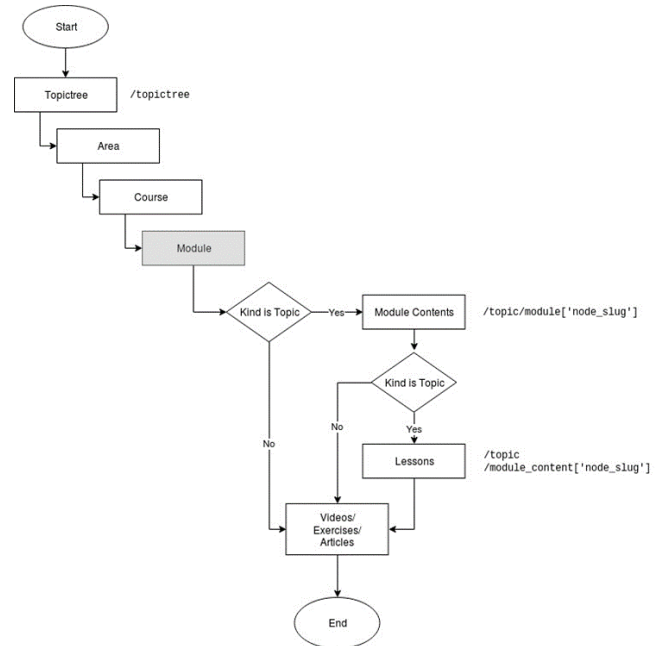 Start
Topictree
/topictree
Area
Course
Module
Kind is Topic
Yes
Module Contents
/topic/module['node_slug']
Kind is Topic
No
No
Yes
Lessons
/topic
/module_content['node_slug']
Videos/
Exercises/
Articles
End